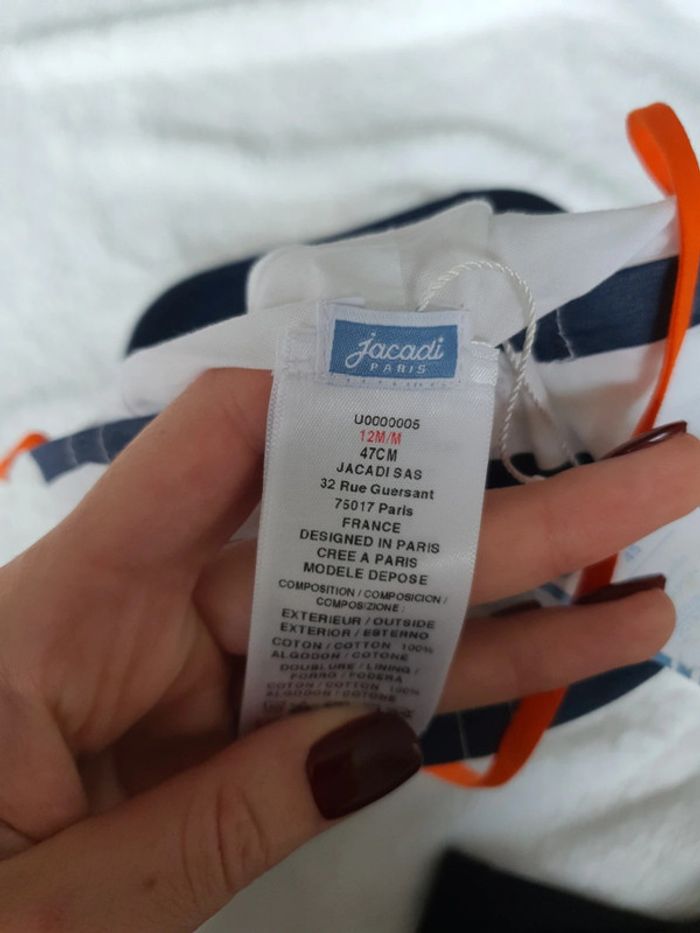 jacadi
PARIS
U0000005
12M/M
47CM
JACADI SAS
32 Rue Guersant
75017 Paris
FRANCE
DESIGNED IN PARIS
CREE A PARIS
MODELE DEPOSE
COMPOSITION / COMPOSICION /
COMPOSIZIONE :
EXTERIEUR / OUTSIDE
EXTERIOR / ESTERNO
COTON / COTTON 100%
ALGODON / COTONE
DOUBLURE / LINING /
FORRO / FODERA
COTON / COTTON 100%
ALGODON / COTONE